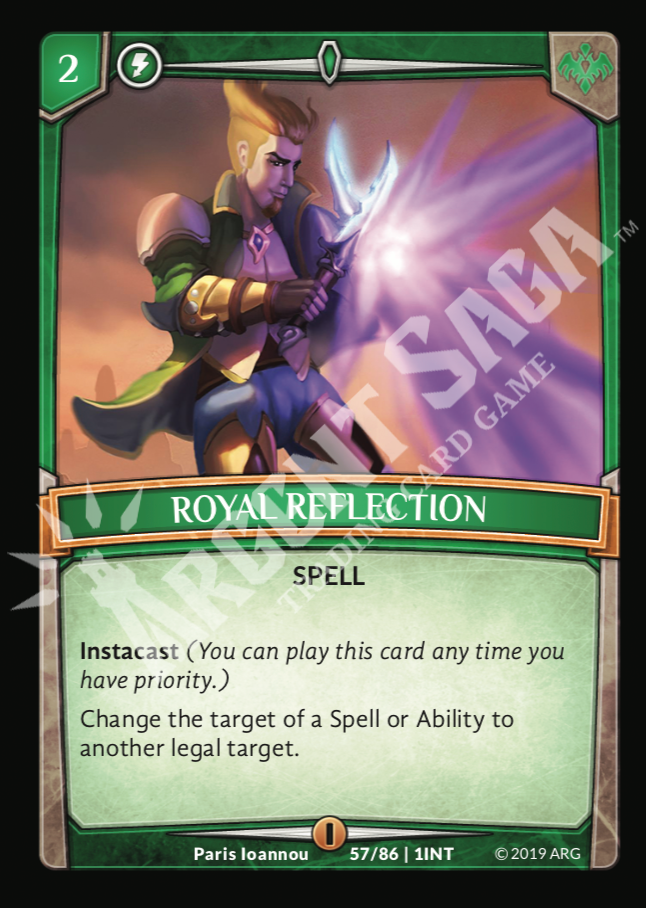 2
ROYAL REFLECTION
SPELL
Instacast (You can play this card any time you
have priority.)
Change the target of a Spell or Ability to
another legal target.
I
Paris Ioannou 57/86 | 1INT © 2019 ARG
ARGENT SAGA ™
TRADING CARD GAME